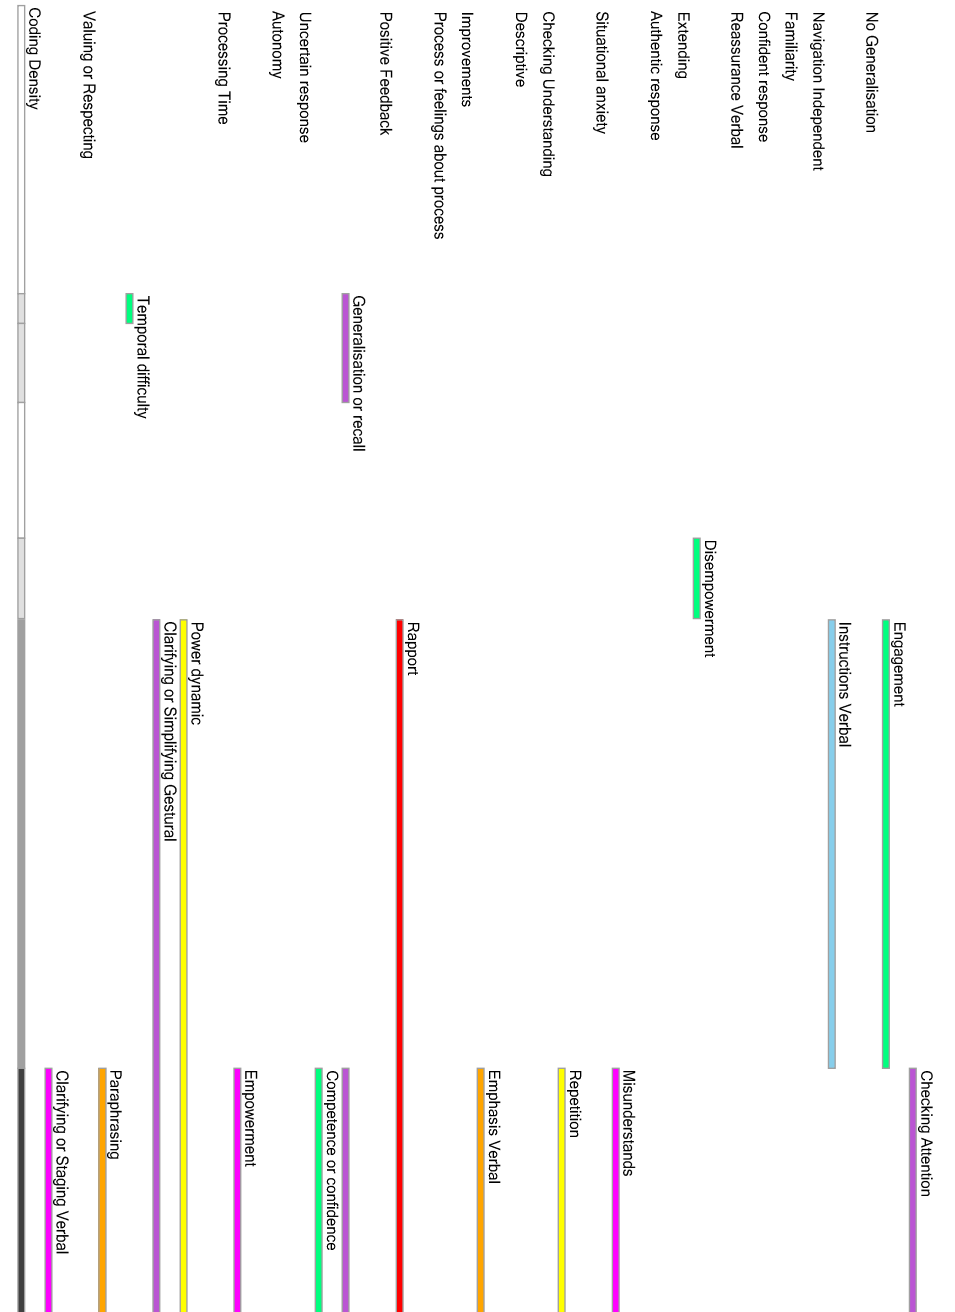 Coding Density
Clarifying or Staging Verbal
Valuing or Respecting
Paraphrasing
Temporal difficulty
Clarifying or Simplifying Gestural
Power dynamic
Processing Time
Empowerment
Autonomy
Uncertain response
Competence or confidence
Generalisation or recall
Positive Feedback
Rapport
Process or feelings about process
Improvements
Emphasis Verbal
Descriptive
Checking Understanding
Repetition
Situational anxiety
Misunderstands
Authentic response
Extending
Disempowerment
Reassurance Verbal
Confident response
Familiarity
Navigation Independent
Instructions Verbal
No Generalisation
Engagement
Checking Attention